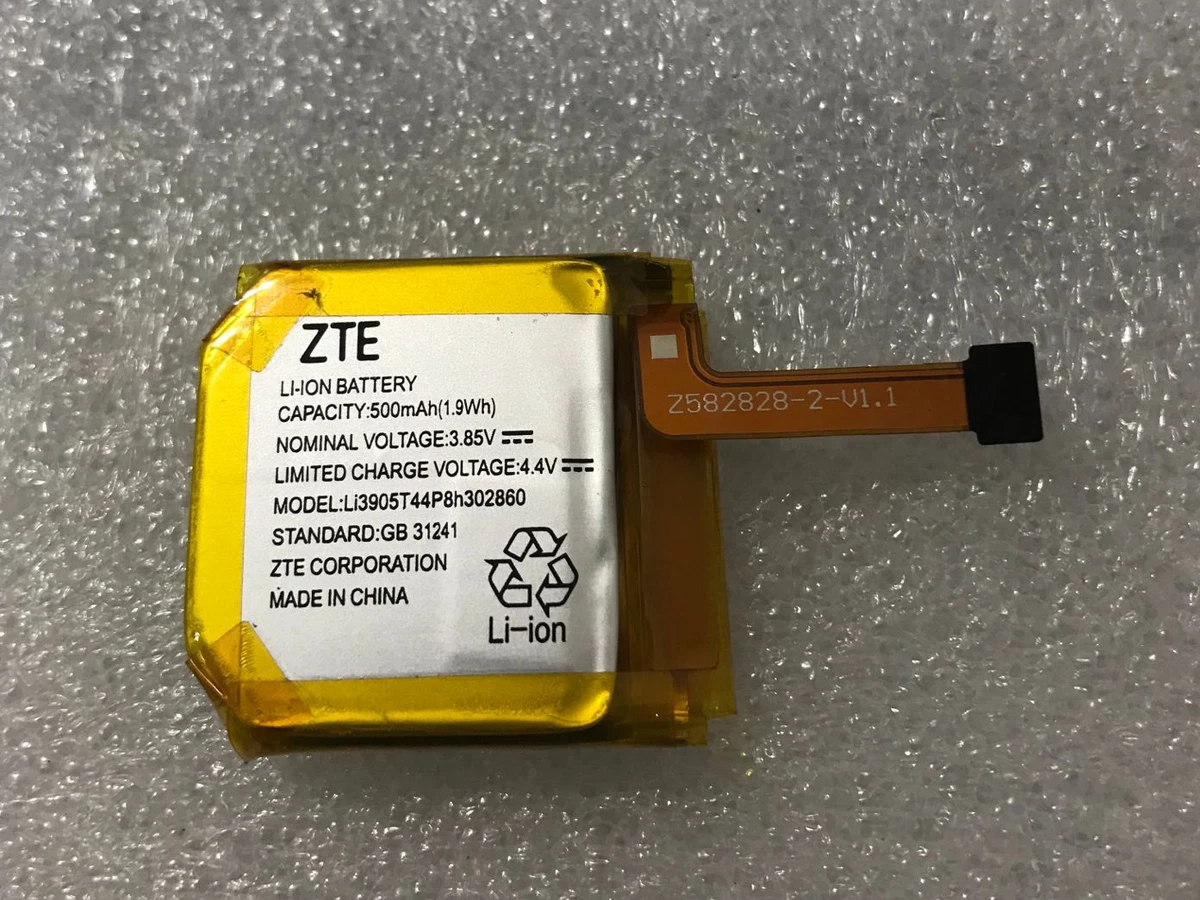 ZTE
LI-ION BATTERY
CAPACITY:500mAh(1.9Wh)
NOMINAL VOLTAGE:3.85V
LIMITED CHARGE VOLTAGE:4.4V
MODEL:Li3905T44P8h302860
STANDARD:GB 31241
ZTE CORPORATION
MADE IN CHINA
Li-ion
Z582828-2-V1.1